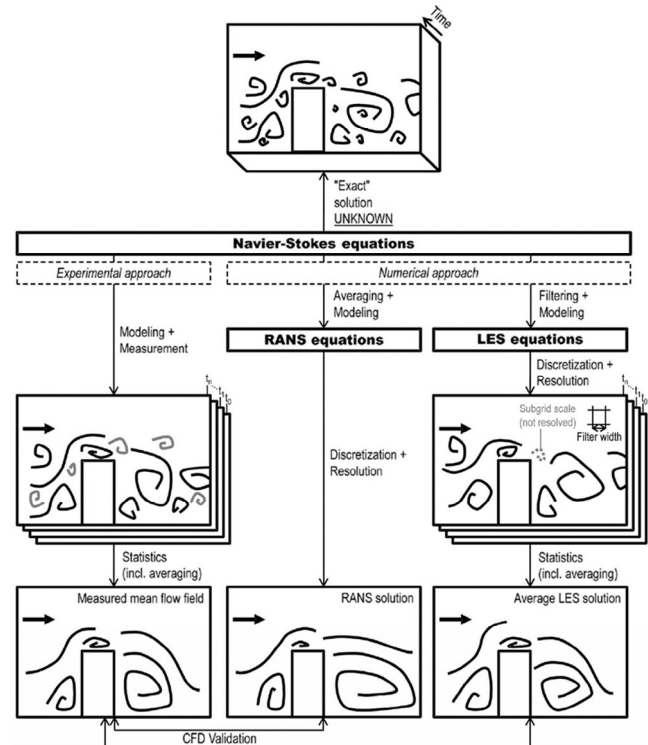 Time
"Exact"
solution
UNKNOWN
Navier-Stokes equations
Experimental approach
Numerical approach
Averaging +
Modeling
Filtering +
Modeling
Modeling +
Measurement
RANS equations
LES equations
Discretization +
Resolution
tn...t1t0
tn...t1t0
Subgrid scale
(not resolved)
Filter width
Discretization +
Resolution
Statistics
(incl. averaging)
Statistics
(incl. averaging)
Measured mean flow field
RANS solution
Average LES solution
CFD Validation